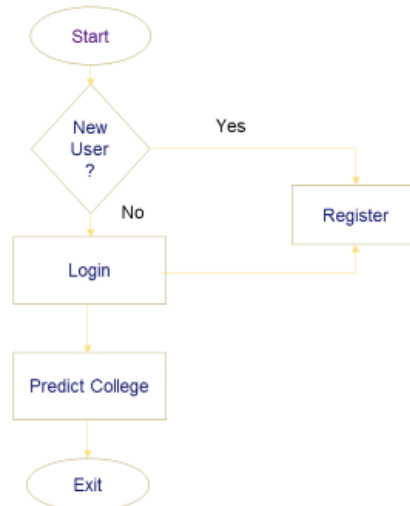 Start
New
User
?
Yes
No
Register
Login
Predict College
Exit